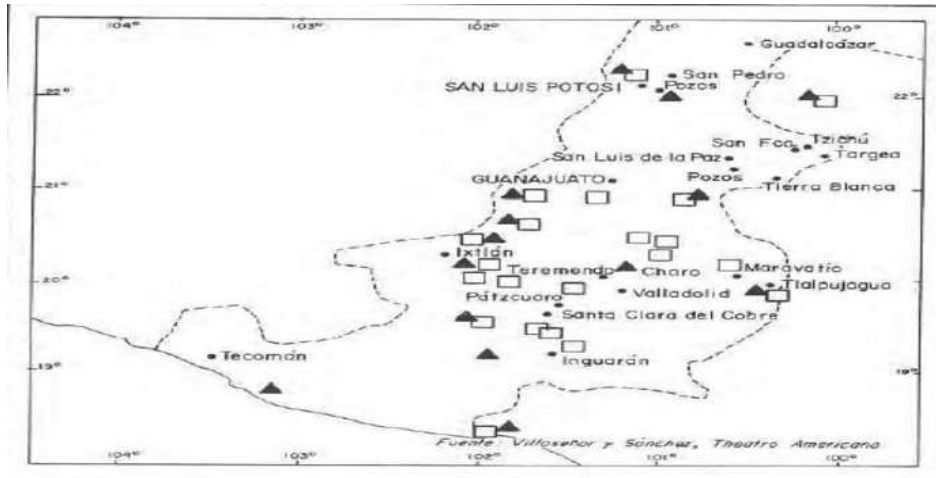 104° 103° 102° 101° 100°
Guadalcázar
San Pedro
SAN LUIS POTOSI
Pozos
22° 22°
San Fco
Tzichú
San Luis de la Paz
Targea
21° 21°
GUANAJUATO
Pozos
Tierra Blanca
Ixtlán
Teremendo
Charo
Maravatío
20° 20°
Tlalpujagua
Pátzcuaro
Valladolid
Santa Clara del Cobre
Tecomán
Inguarán
19° 19°
Fuente: Villaseñor y Sánchez, Theatro Americano
104° 103° 102° 101° 100°